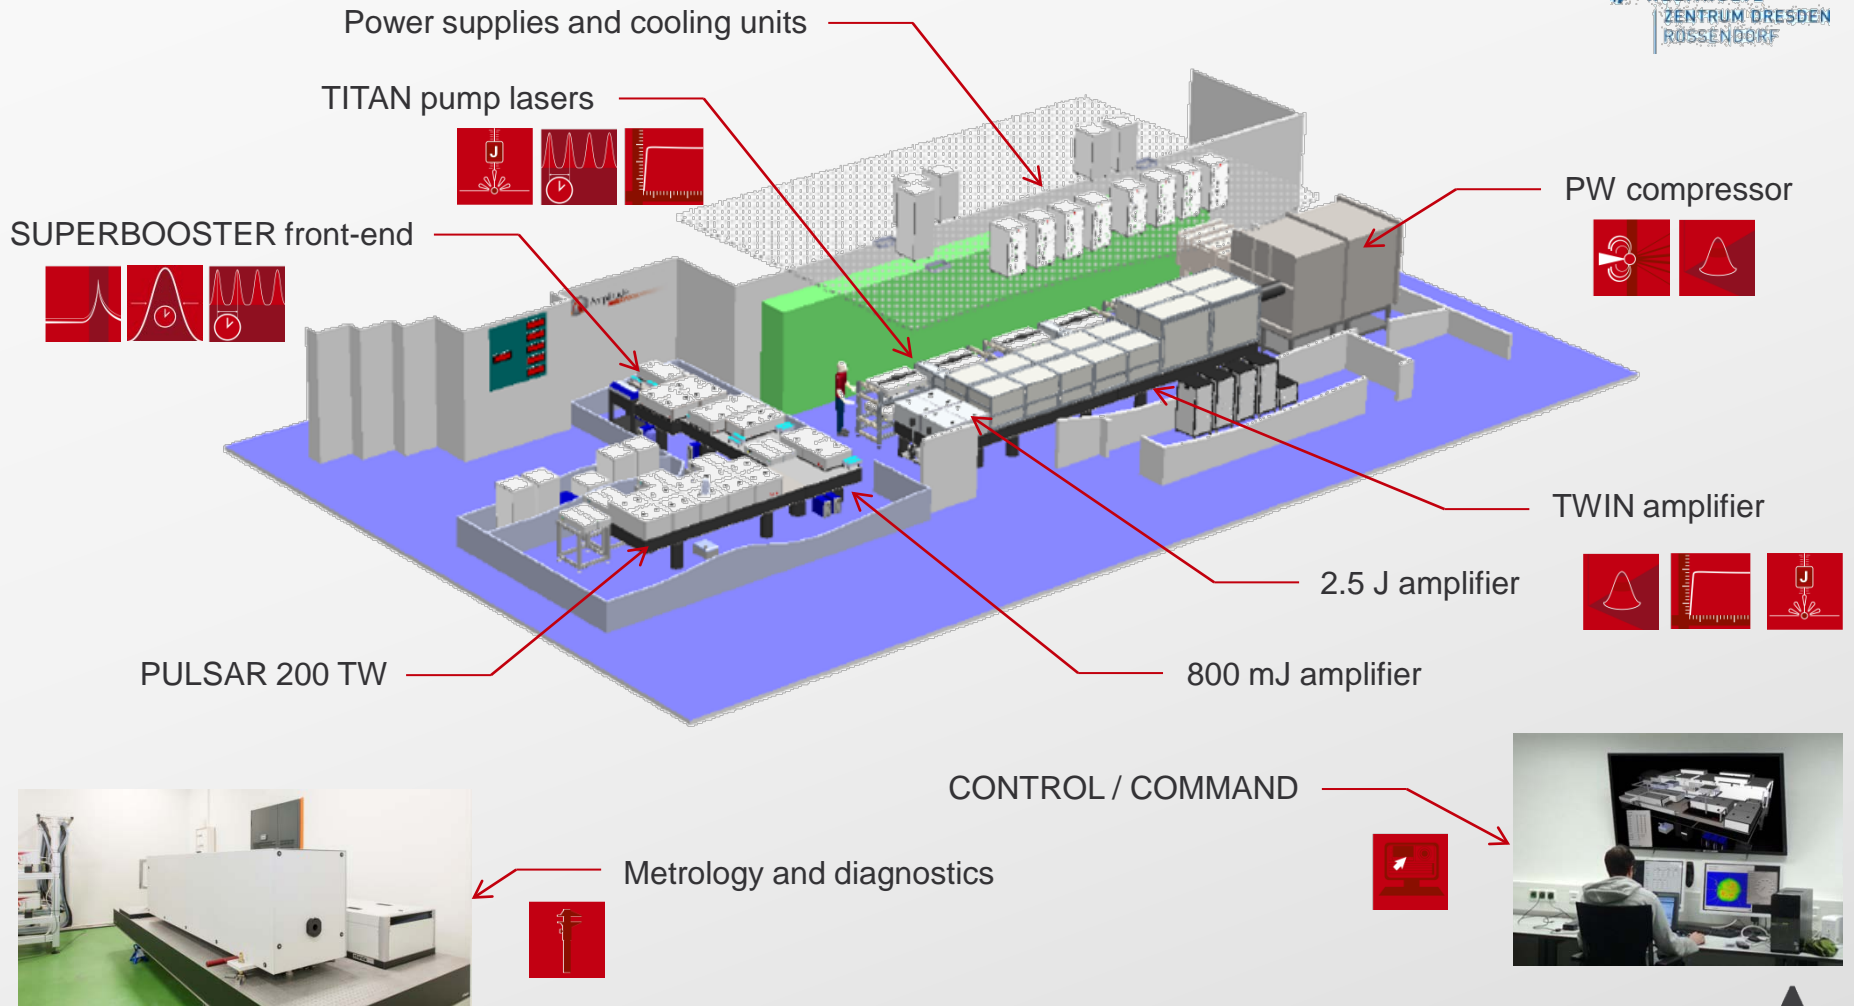 Power supplies and cooling units
ZENTRUM DRESDEN
ROSSENDORF
TITAN pump lasers
J
PW compressor
SUPERBOOSTER front-end
Amplitude
TWIN amplifier
2.5 J amplifier
J
PULSAR 200 TW
800 mJ amplifier
CONTROL / COMMAND
Metrology and diagnostics